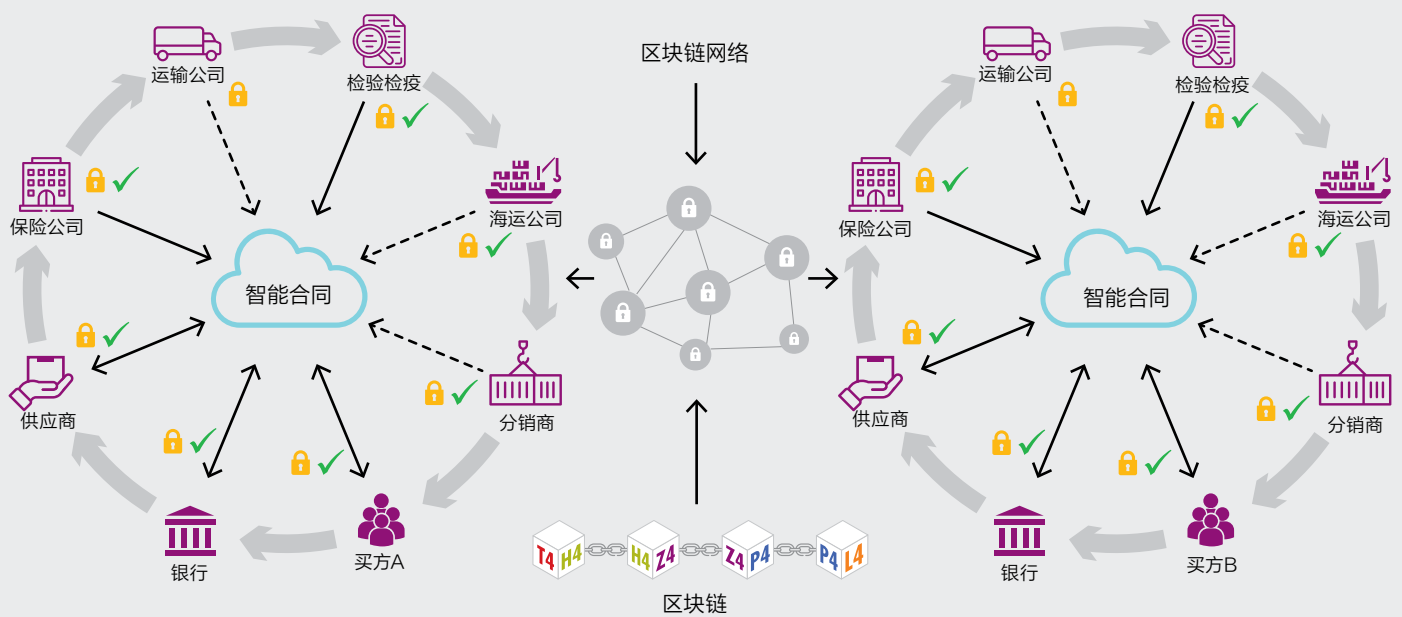 运输公司
检验检疫
保险公司
海运公司
智能合同
供应商
分销商
银行
买方A
区块链网络
T4 H4
H4 Z4
Z4 P4
P4 L4
区块链
运输公司
检验检疫
保险公司
海运公司
智能合同
供应商
分销商
银行
买方B